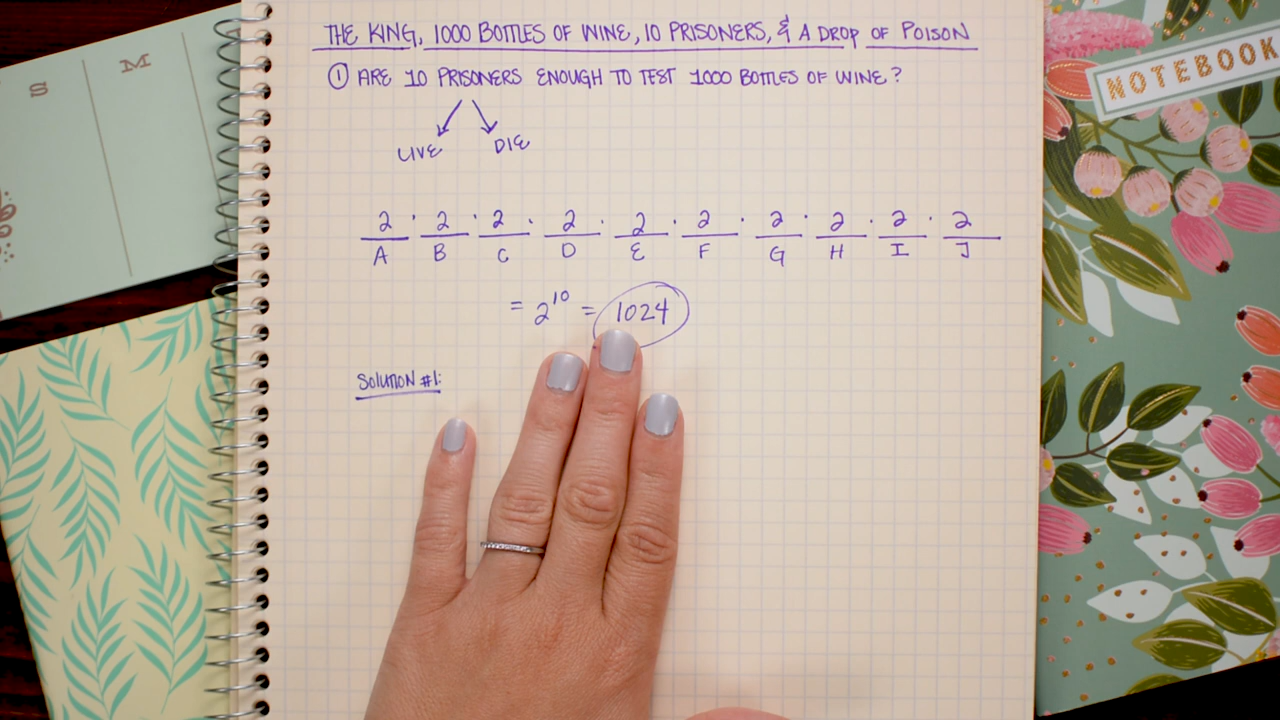 S M
THE KING, 1000 BOTTLES OF WINE, 10 PRISONERS, & A DROP OF POISON
① ARE 10 PRISONERS ENOUGH TO TEST 1000 BOTTLES OF WINE?
LIVE DIE
2 · 2 · 2 · 2 · 2 · 2 · 2 · 2 · 2 · 2
A B C D E F G H I J
= 2^10 = 1024
SOLUTION #1:
NOTEBOOK